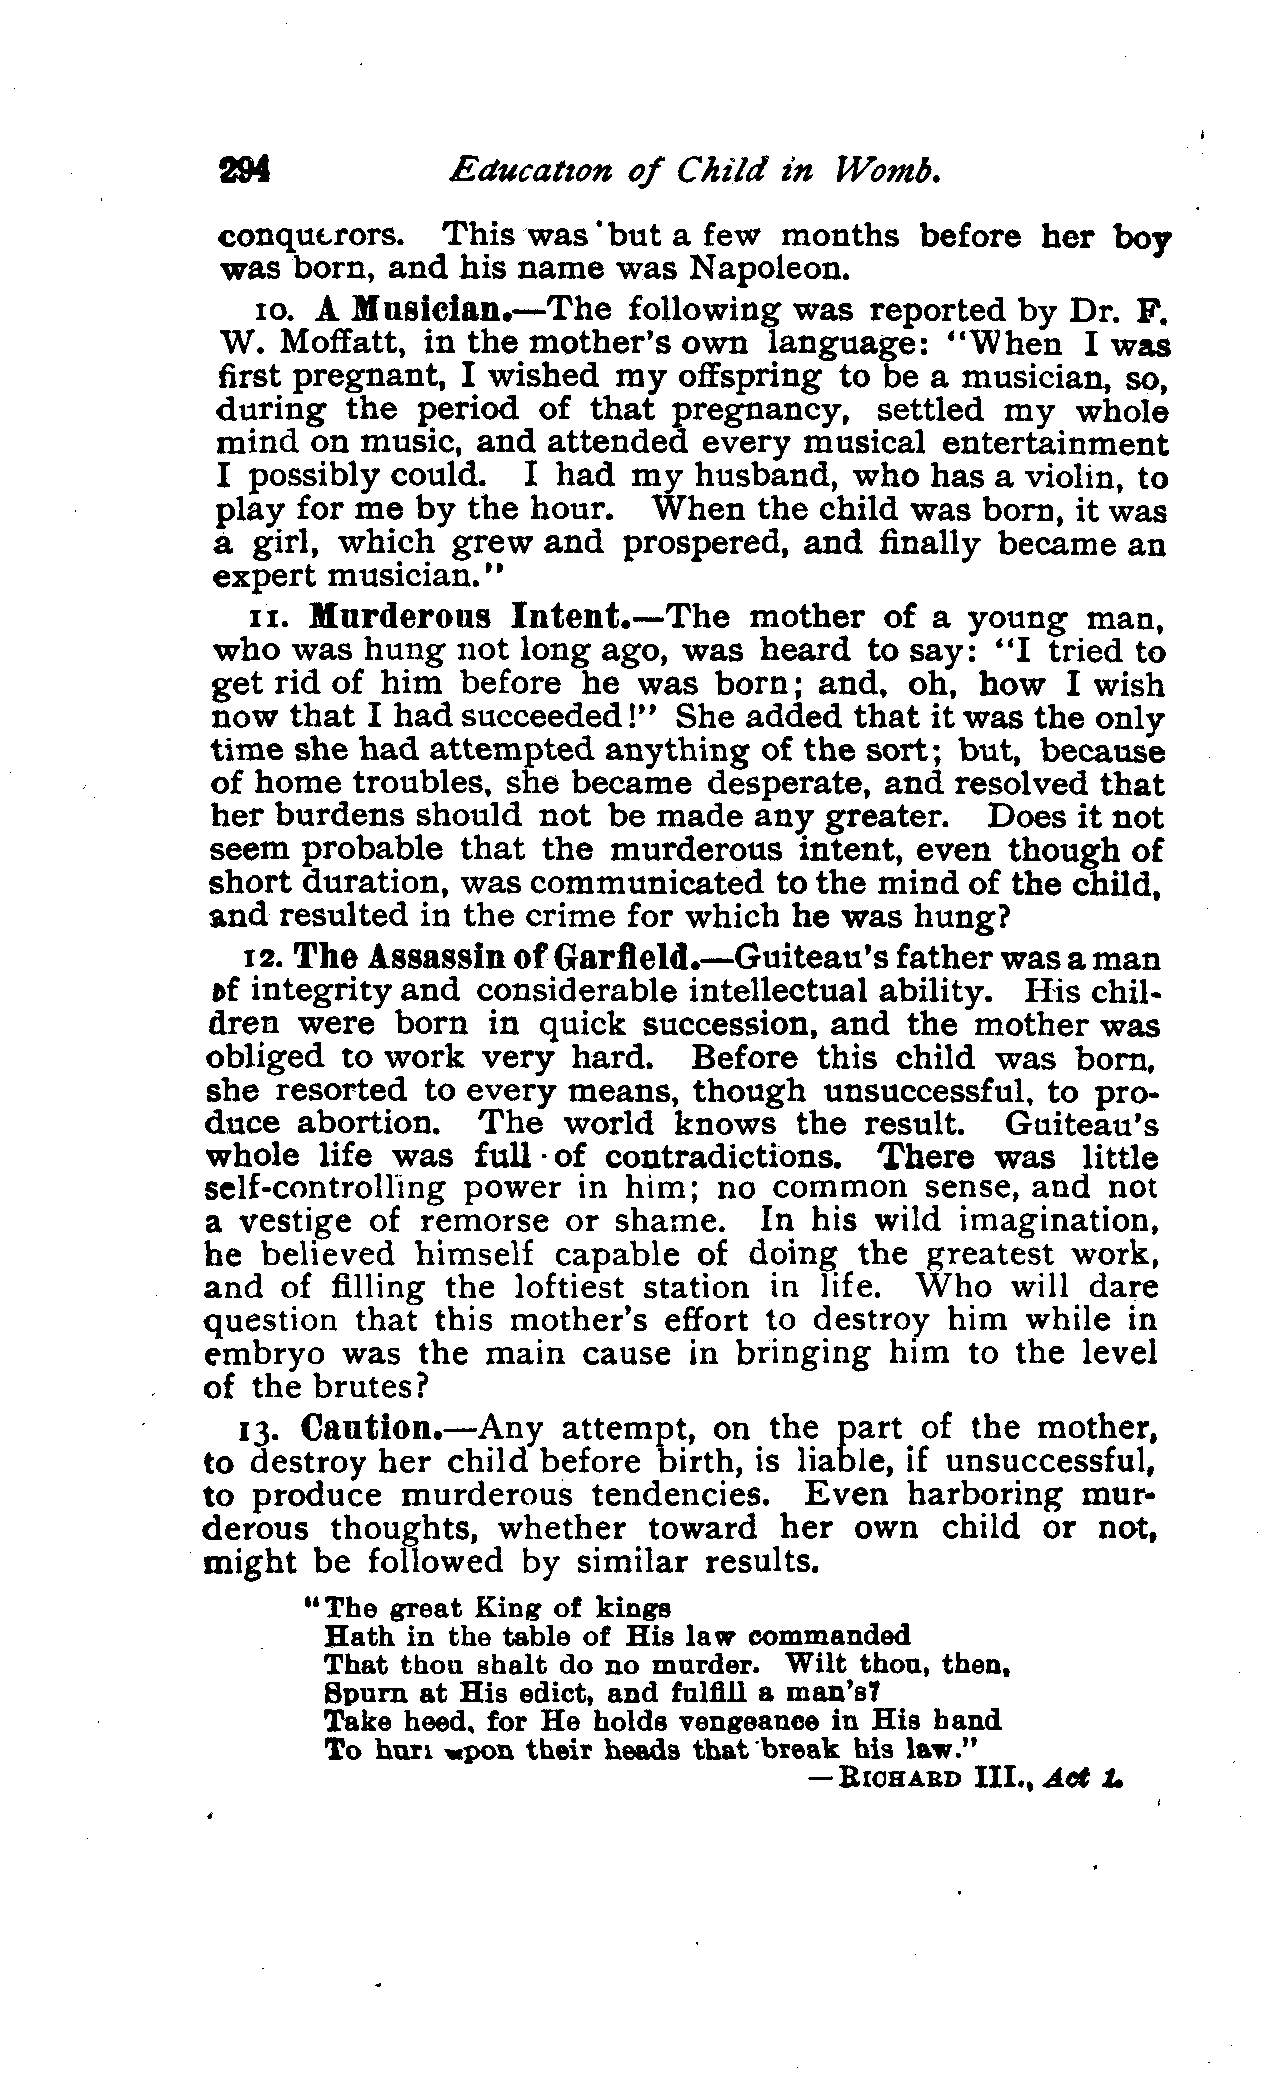 294 Education of Child in Womb.
conquerors. This was but a few months before her boy
was born, and his name was Napoleon.
10. A Musician.—The following was reported by Dr. F.
W. Moffatt, in the mother's own language: "When I was
first pregnant, I wished my offspring to be a musician, so,
during the period of that pregnancy, settled my whole
mind on music, and attended every musical entertainment
I possibly could. I had my husband, who has a violin, to
play for me by the hour. When the child was born, it was
a girl, which grew and prospered, and finally became an
expert musician."
11. Murderous Intent.—The mother of a young man,
who was hung not long ago, was heard to say: "I tried to
get rid of him before he was born; and, oh, how I wish
now that I had succeeded!" She added that it was the only
time she had attempted anything of the sort; but, because
of home troubles, she became desperate, and resolved that
her burdens should not be made any greater. Does it not
seem probable that the murderous intent, even though of
short duration, was communicated to the mind of the child,
and resulted in the crime for which he was hung?
12. The Assassin of Garfield.—Guiteau's father was a man
of integrity and considerable intellectual ability. His chil-
dren were born in quick succession, and the mother was
obliged to work very hard. Before this child was born,
she resorted to every means, though unsuccessful, to pro-
duce abortion. The world knows the result. Guiteau's
whole life was full of contradictions. There was little
self-controlling power in him; no common sense, and not
a vestige of remorse or shame. In his wild imagination,
he believed himself capable of doing the greatest work,
and of filling the loftiest station in life. Who will dare
question that this mother's effort to destroy him while in
embryo was the main cause in bringing him to the level
of the brutes?
13. Caution.—Any attempt, on the part of the mother,
to destroy her child before birth, is liable, if unsuccessful,
to produce murderous tendencies. Even harboring mur-
derous thoughts, whether toward her own child or not,
might be followed by similar results.
"The great King of kings
Hath in the table of His law commanded
That thou shalt do no murder. Wilt thou, then,
Spurn at His edict, and fulfill a man's?
Take heed, for He holds vengeance in His hand
To hurl upon their heads that break his law."
—RICHARD III., Act 1.